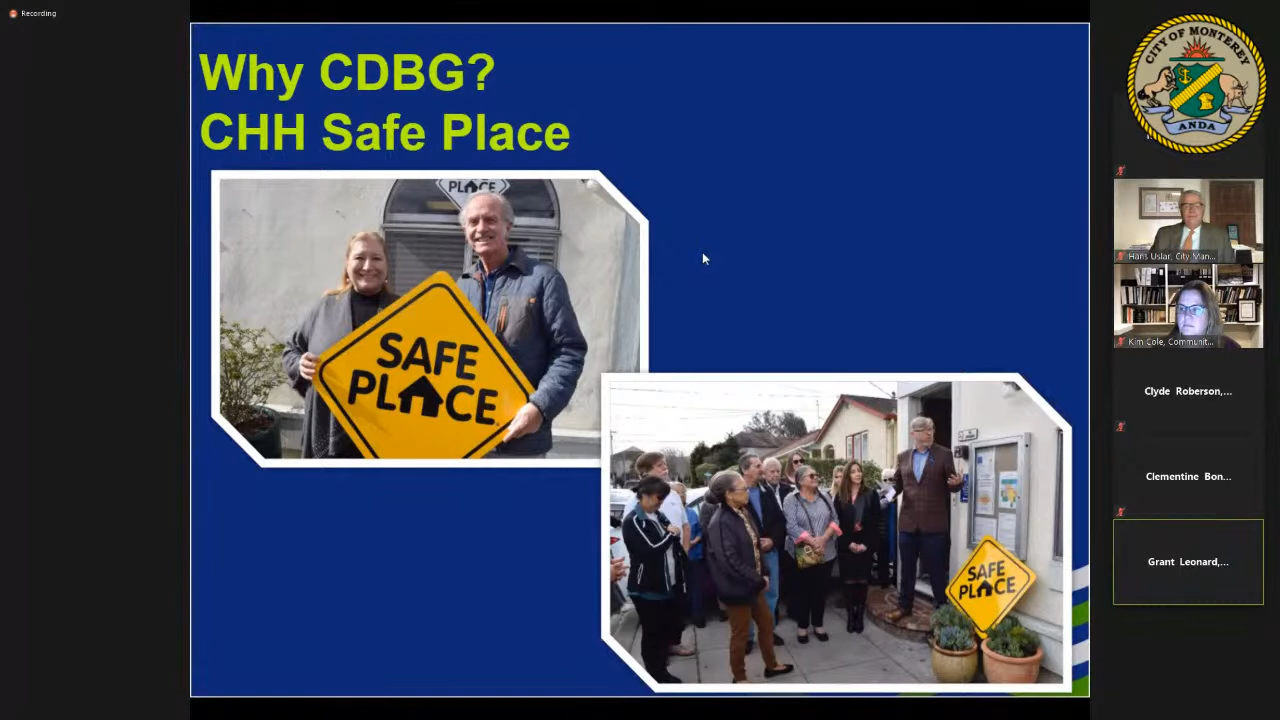 Recording
Why CDBG?
CHH Safe Place
PLACE
SAFE
PLACE
SAFE
PLACE
CITY OF MONTEREY
ANDA
Hans Uslar, City Man...
Kim Cole, Communit...
Clyde Roberson,...
Clementine Bon...
Grant Leonard,...